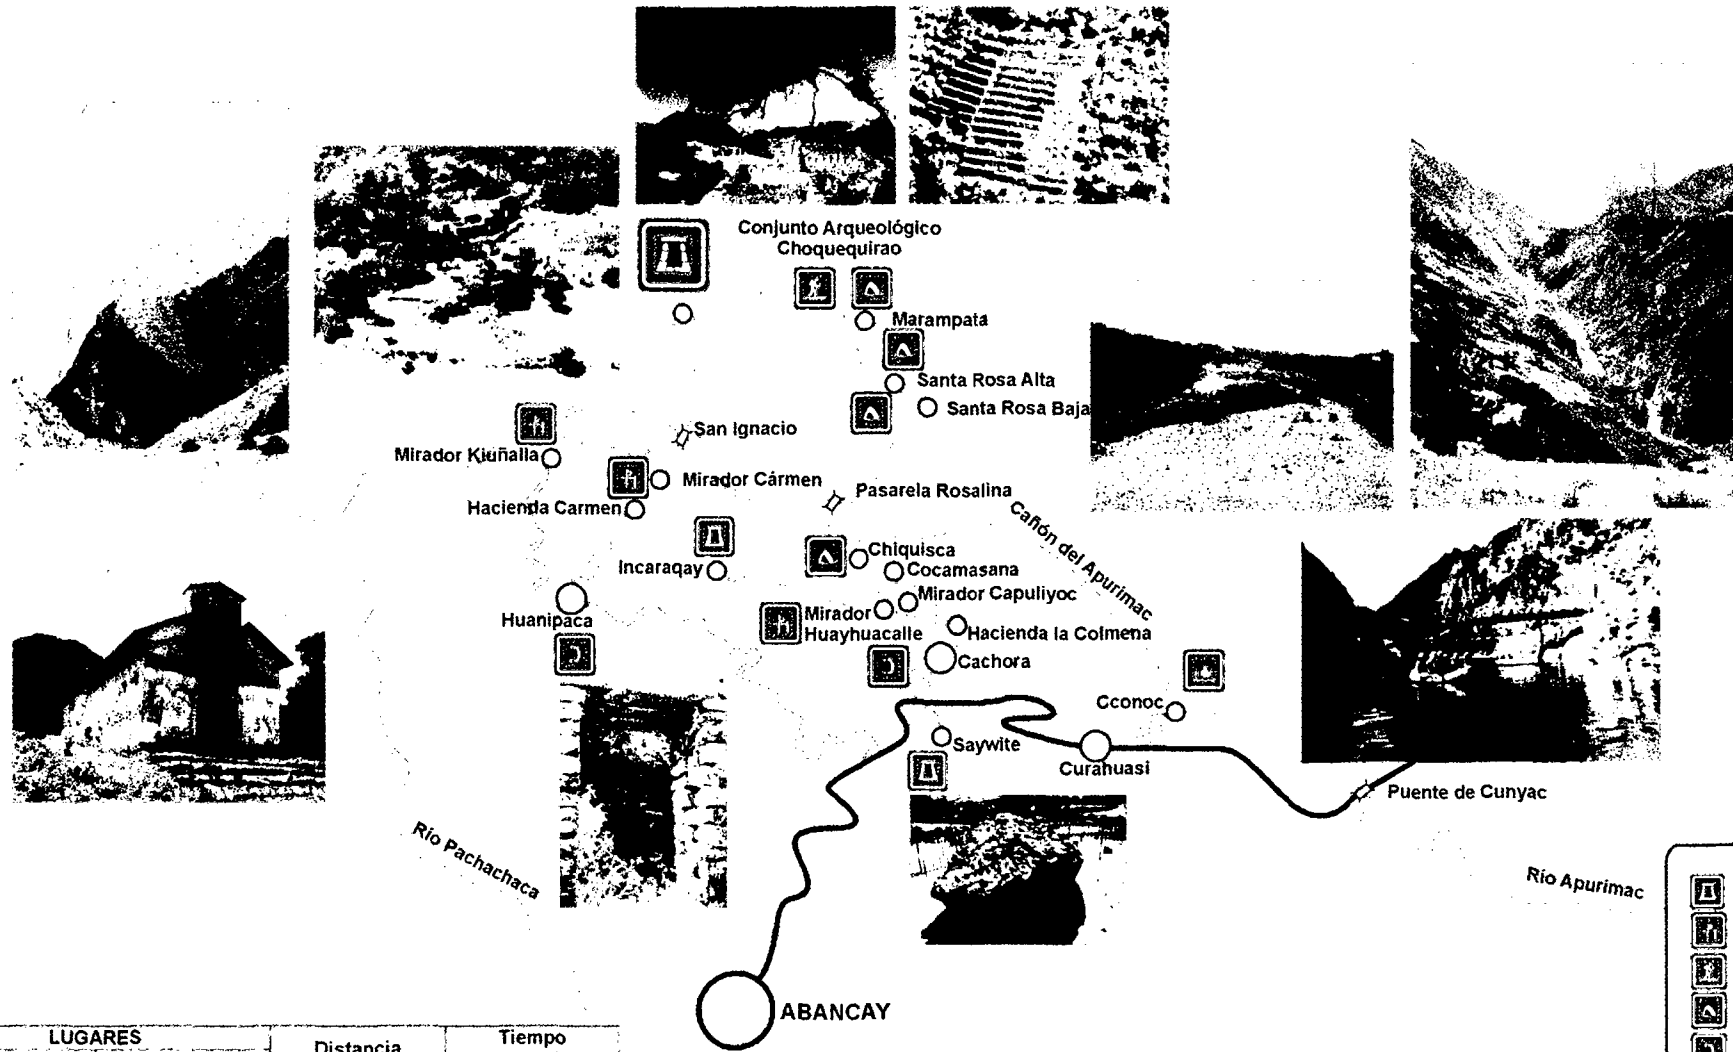 Conjunto Arqueológico
Choquequirao
Marampata
Santa Rosa Alta
Santa Rosa Baja
San Ignacio
Mirador Kiuñalla
Mirador Cármen
Hacienda Carmen
Pasarela Rosalina
Cañón del Apurimac
Chiquisca
Incaraqay
Cocamasana
Mirador Capuliyoc
Mirador
Huayhuacalle
Huanipaca
Hacienda la Colmena
Cachora
Cconoc
Saywite
Curahuasi
Puente de Cunyac
Río Pachachaca
Río Apurimac
ABANCAY
LUGARES
Distancia
Tiempo